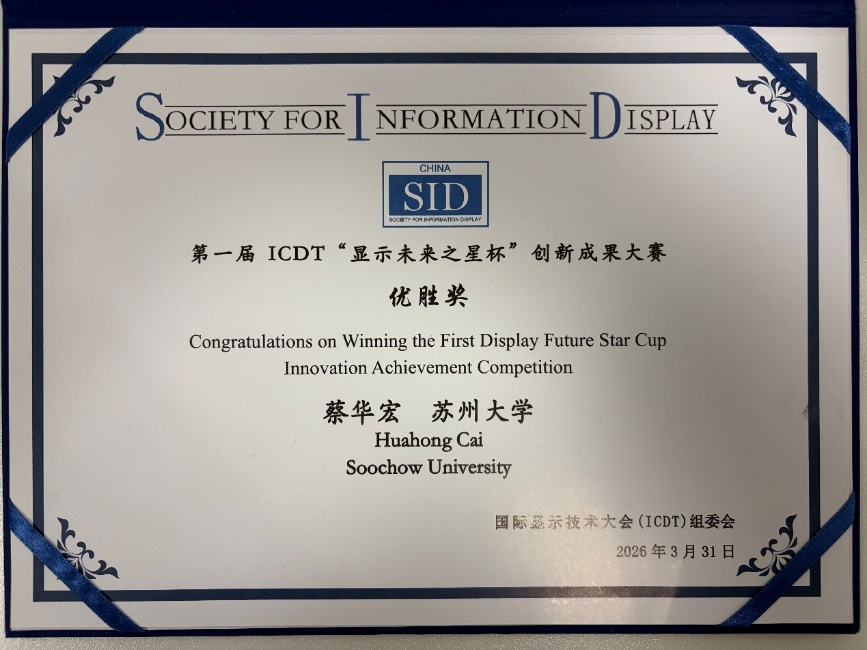 SOCIETY FOR INFORMATION DISPLAY
CHINA
SID
SOCIETY FOR INFORMATION DISPLAY
第一届 ICDT“显示未来之星杯”创新成果大赛
优胜奖
Congratulations on Winning the First Display Future Star Cup
Innovation Achievement Competition
蔡华宏 苏州大学
Huahong Cai
Soochow University
国际显示技术大会(ICDT)组委会
2026年3月31日